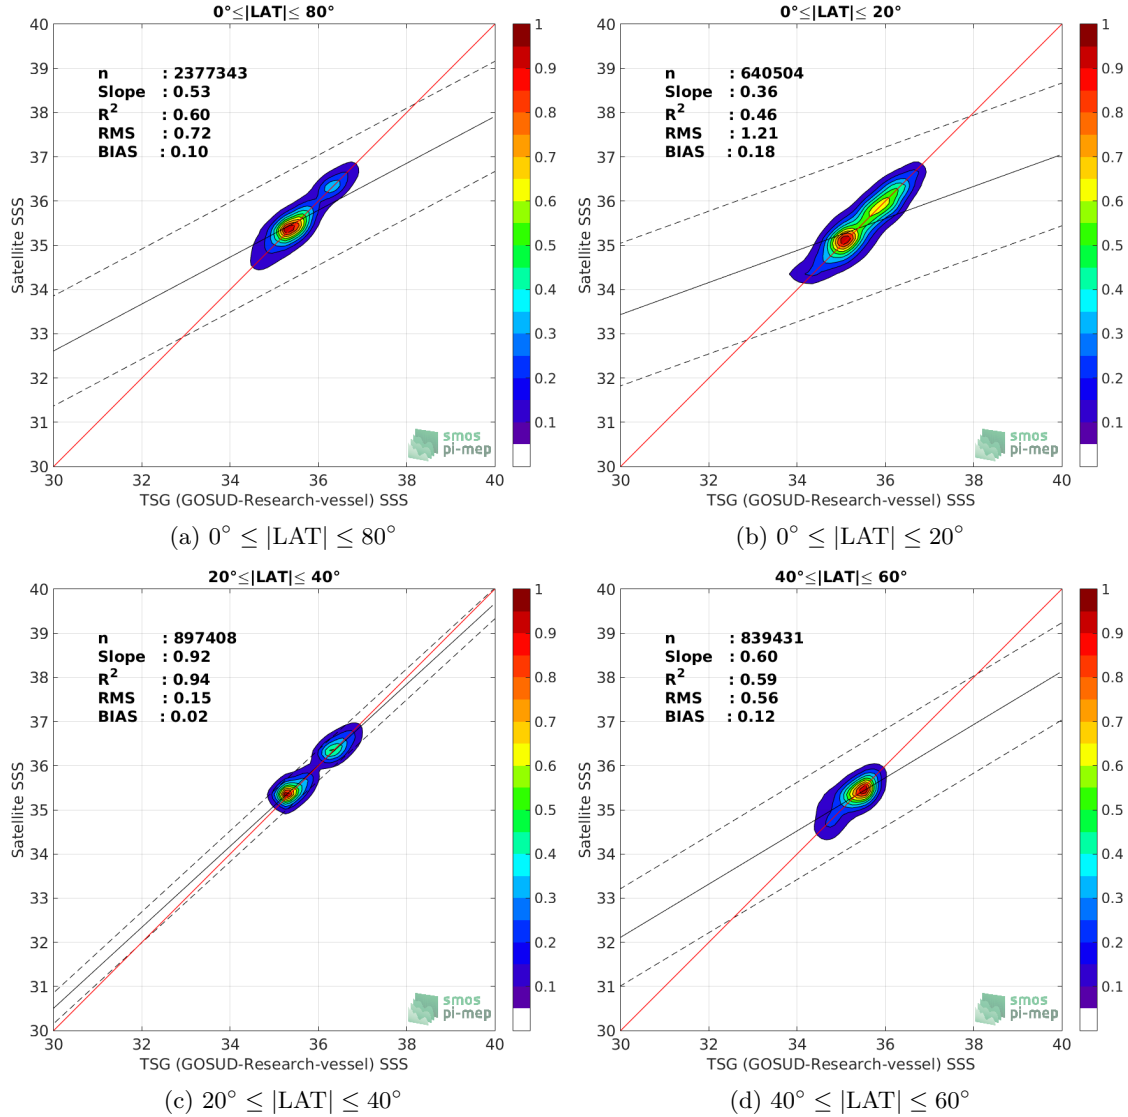 0°≤|LAT|≤ 80°
n : 2377343
Slope : 0.53
R² : 0.60
RMS : 0.72
BIAS : 0.10
40
39
38
37
36
35
34
33
32
31
30
30 32 34 36 38 40
Satellite SSS
TSG (GOSUD-Research-vessel) SSS
smos
pi-mep
1
0.9
0.8
0.7
0.6
0.5
0.4
0.3
0.2
0.1
(a) 0° ≤ |LAT| ≤ 80°
0°≤|LAT|≤ 20°
n : 640504
Slope : 0.36
R² : 0.46
RMS : 1.21
BIAS : 0.18
40
39
38
37
36
35
34
33
32
31
30
30 32 34 36 38 40
Satellite SSS
TSG (GOSUD-Research-vessel) SSS
smos
pi-mep
1
0.9
0.8
0.7
0.6
0.5
0.4
0.3
0.2
0.1
(b) 0° ≤ |LAT| ≤ 20°
20°≤|LAT|≤ 40°
n : 897408
Slope : 0.92
R² : 0.94
RMS : 0.15
BIAS : 0.02
40
39
38
37
36
35
34
33
32
31
30
30 32 34 36 38 40
Satellite SSS
TSG (GOSUD-Research-vessel) SSS
smos
pi-mep
1
0.9
0.8
0.7
0.6
0.5
0.4
0.3
0.2
0.1
(c) 20° ≤ |LAT| ≤ 40°
40°≤|LAT|≤ 60°
n : 839431
Slope : 0.60
R² : 0.59
RMS : 0.56
BIAS : 0.12
40
39
38
37
36
35
34
33
32
31
30
30 32 34 36 38 40
Satellite SSS
TSG (GOSUD-Research-vessel) SSS
smos
pi-mep
1
0.9
0.8
0.7
0.6
0.5
0.4
0.3
0.2
0.1
(d) 40° ≤ |LAT| ≤ 60°